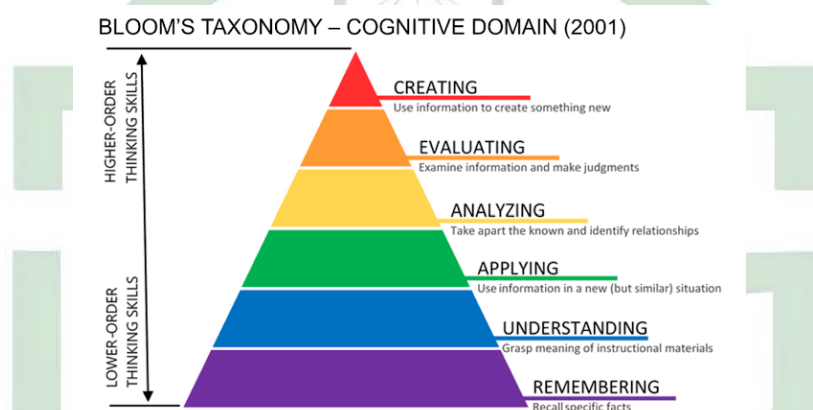 BLOOM'S TAXONOMY – COGNITIVE DOMAIN (2001)
HIGHER-ORDER
THINKING SKILLS
CREATING
Use information to create something new
EVALUATING
Examine information and make judgments
ANALYZING
Take apart the known and identify relationships
APPLYING
Use information in a new (but similar) situation
LOWER-ORDER
THINKING SKILLS
UNDERSTANDING
Grasp meaning of instructional materials
REMEMBERING
Recall specific facts